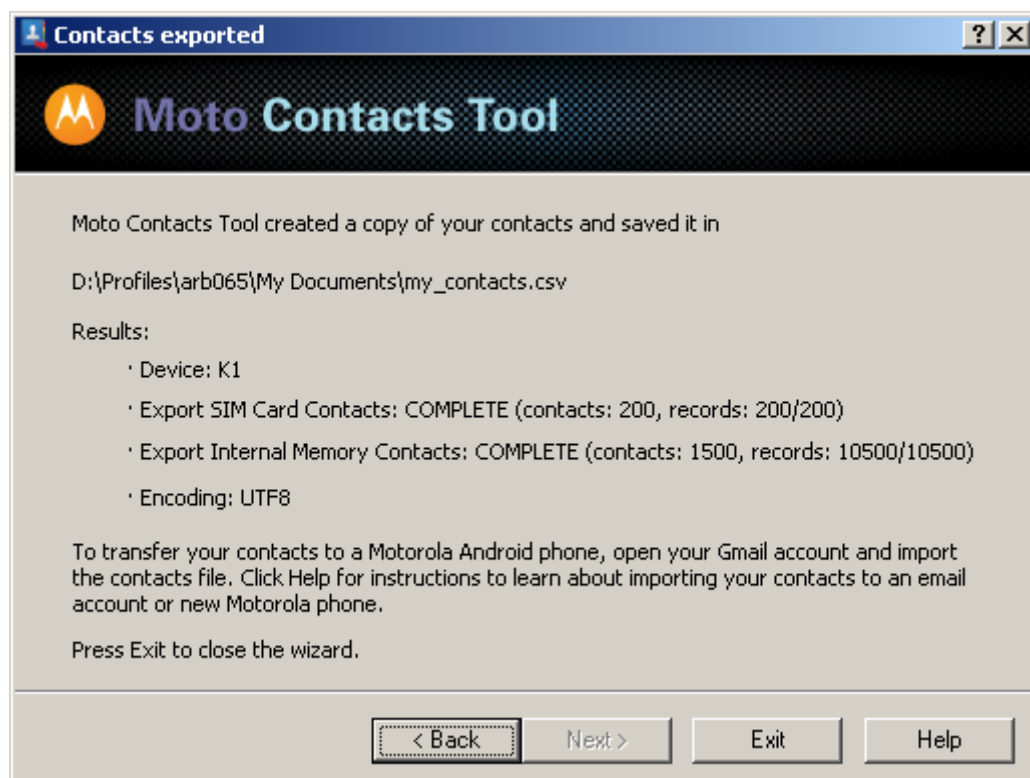 Contacts exported
Moto Contacts Tool
Moto Contacts Tool created a copy of your contacts and saved it in
D:\Profiles\arb065\My Documents\my_contacts.csv
Results:
· Device: K1
· Export SIM Card Contacts: COMPLETE (contacts: 200, records: 200/200)
· Export Internal Memory Contacts: COMPLETE (contacts: 1500, records: 10500/10500)
· Encoding: UTF8
To transfer your contacts to a Motorola Android phone, open your Gmail account and import
the contacts file. Click Help for instructions to learn about importing your contacts to an email
account or new Motorola phone.
Press Exit to close the wizard.
< Back Next > Exit Help